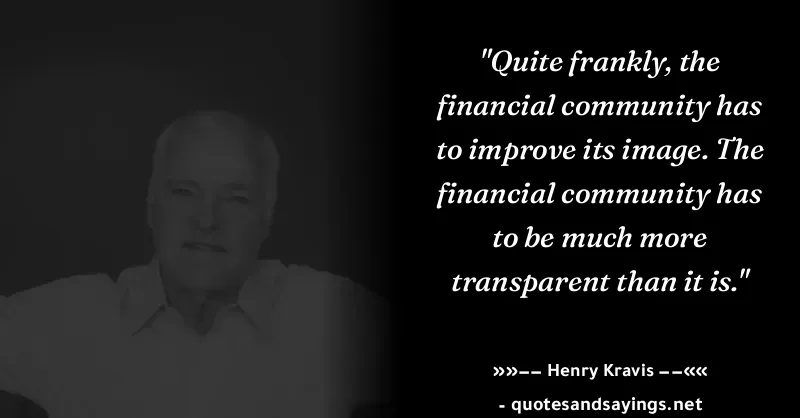 "Quite frankly, the
financial community has
to improve its image. The
financial community has
to be much more
transparent than it is."
»»−− Henry Kravis −−««
- quotesandsayings.net